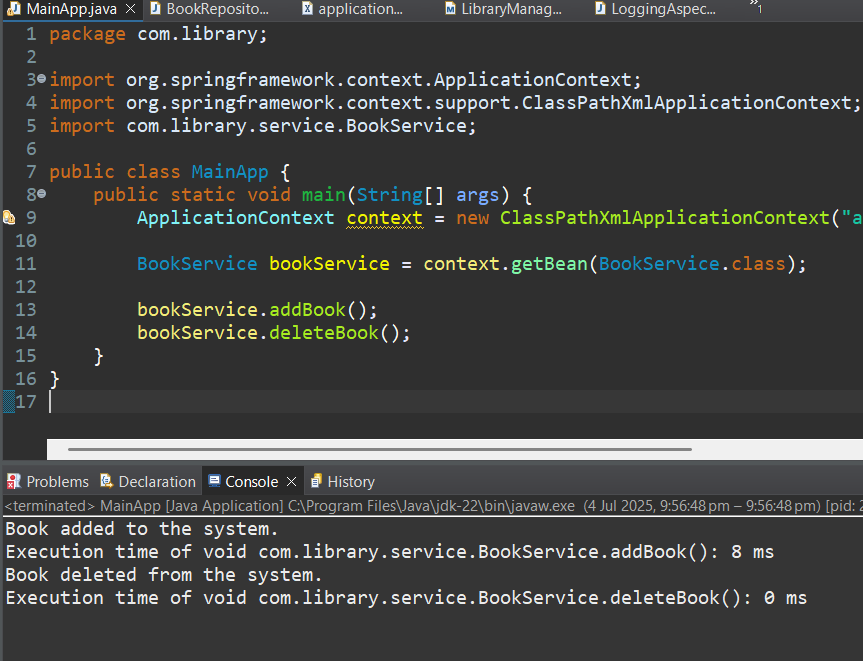 MainApp.java BookReposito... application... LibraryManag... LoggingAspec... 1
1 package com.library;
2
3 import org.springframework.context.ApplicationContext;
4 import org.springframework.context.support.ClassPathXmlApplicationContext;
5 import com.library.service.BookService;
6
7 public class MainApp {
8 public static void main(String[] args) {
9 ApplicationContext context = new ClassPathXmlApplicationContext("a
10
11 BookService bookService = context.getBean(BookService.class);
12
13 bookService.addBook();
14 bookService.deleteBook();
15 }
16 }
17
Problems Declaration Console History
<terminated> MainApp [Java Application] C:\Program Files\Java\jdk-22\bin\javaw.exe (4 Jul 2025, 9:56:48 pm – 9:56:48 pm) [pid: 2
Book added to the system.
Execution time of void com.library.service.BookService.addBook(): 8 ms
Book deleted from the system.
Execution time of void com.library.service.BookService.deleteBook(): 0 ms